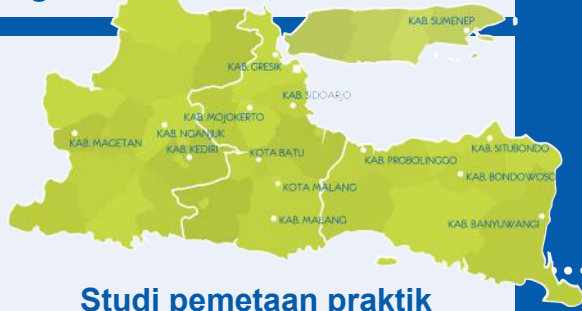 KAB. SUMENEP
KAB. GRESIK
KAB. SIDOARJO
KAB. MOJOKERTO
KAB. NGANJUK
KAB. MAGETAN
KAB. KEDIRI
KOTA BATU
KAB. PROBOLINGGO
KAB. SITUBONDO
KAB. BONDOWOSO
KOTA MALANG
KAB. MALANG
KAB. BANYUWANGI
Studi pemetaan praktik